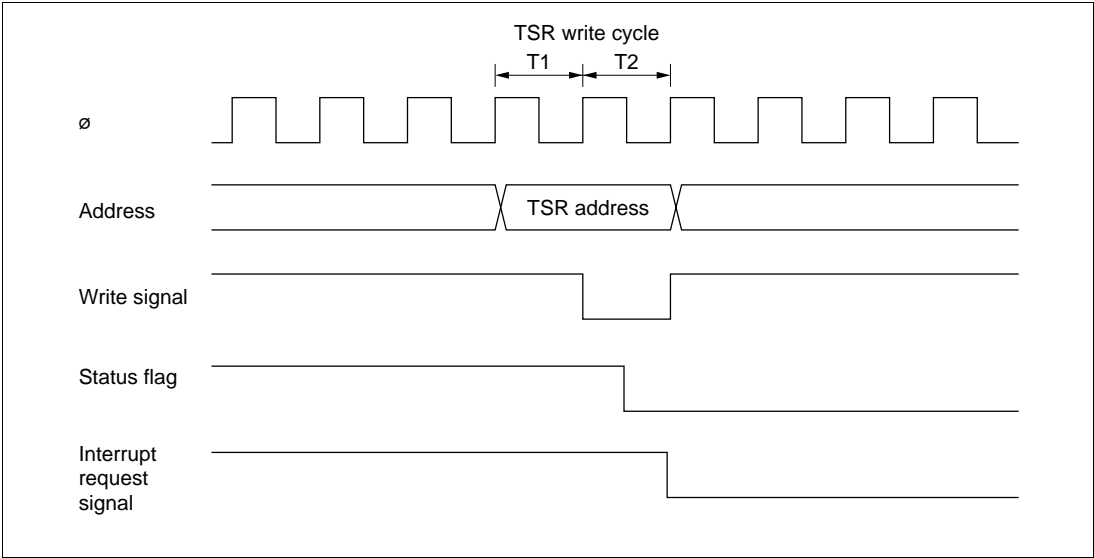 TSR write cycle
T1 T2
ø
Address
TSR address
Write signal
Status flag
Interrupt
request
signal